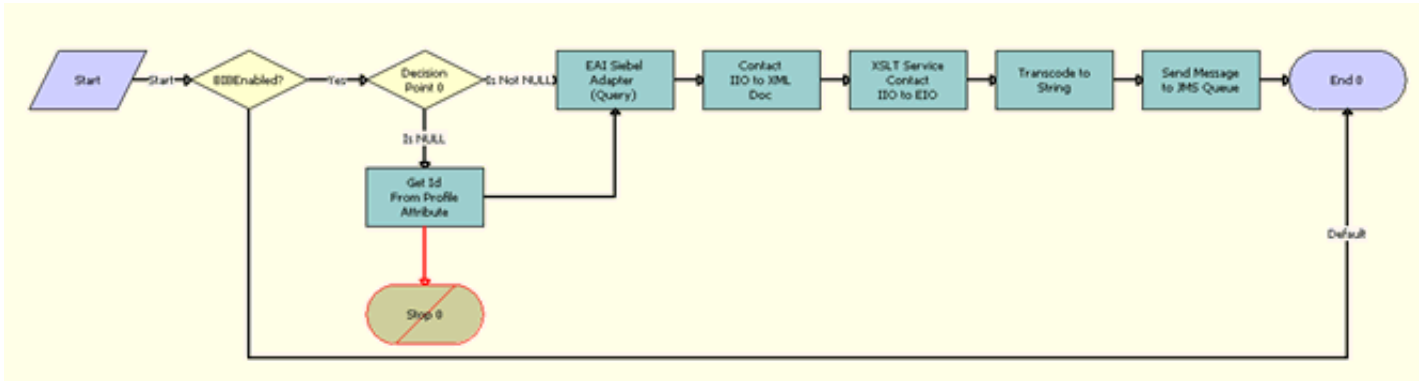 Start
Start
BIBEnabled?
Yes
Decision
Point 0
Is Not NULL
EAI Siebel
Adapter
(Query)
Contact
IIO to XML
Doc
XSLT Service
Contact
IIO to EIO
Transcode to
String
Send Message
to JMS Queue
End 0
Is NULL
Get Id
From Profile
Attribute
Default
Stop 0